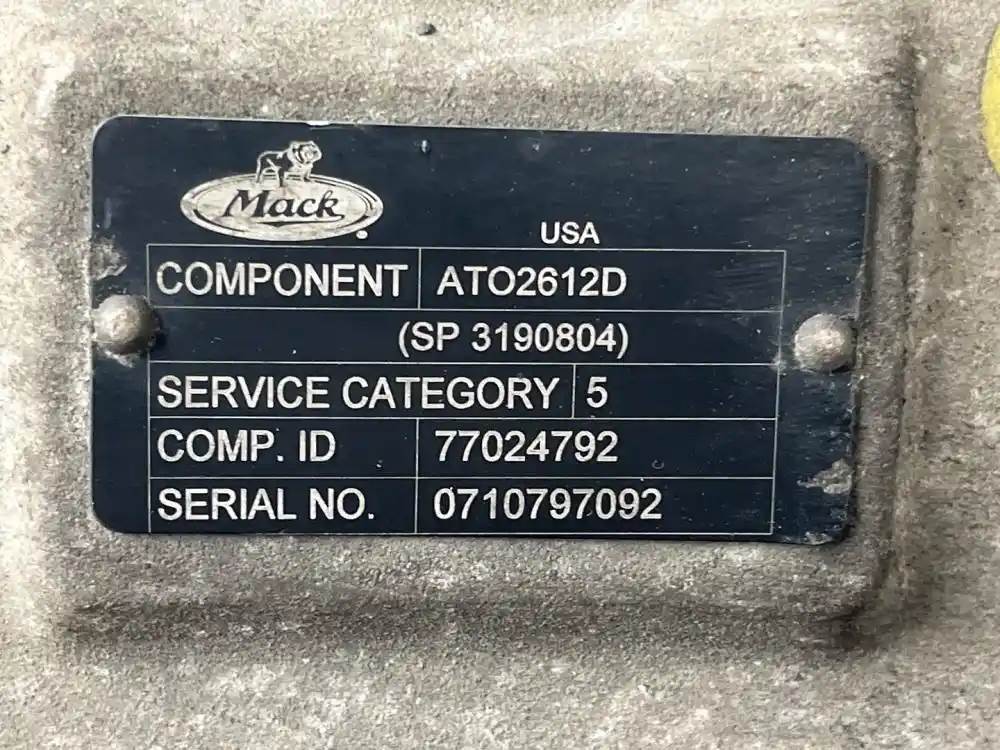 Mack
USA
COMPONENT ATO2612D
(SP 3190804)
SERVICE CATEGORY 5
COMP. ID 77024792
SERIAL NO. 0710797092